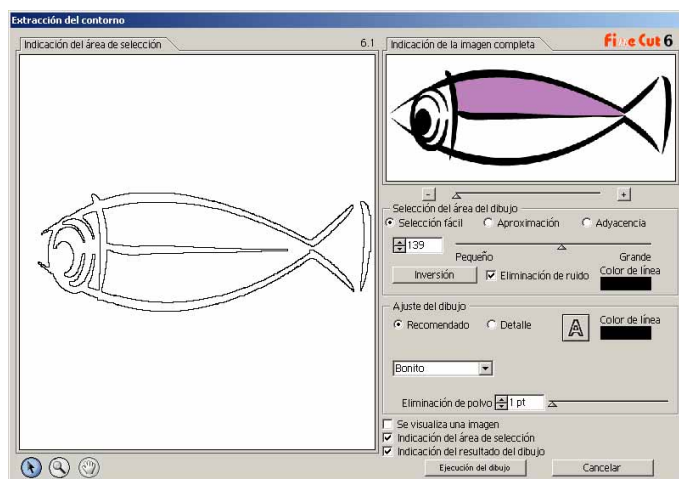 Extracción del contorno
Indicación del área de selección
6.1
Indicación de la imagen completa
Fine Cut 6
-
+
Selección del área del dibujo
Selección fácil
Aproximación
Adyacencia
139
Pequeño
Grande
Inversión
Eliminación de ruido
Color de línea
Ajuste del dibujo
Recomendado
Detalle
A
Color de línea
Bonito
Eliminación de polvo
1 pt
Se visualiza una imagen
Indicación del área de selección
Indicación del resultado del dibujo
Ejecución del dibujo
Cancelar